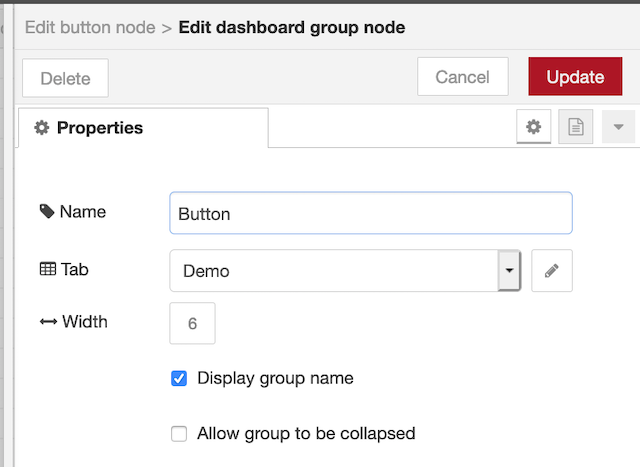 Edit button node > Edit dashboard group node
Delete Cancel Update
Properties
Name Button
Tab Demo
Width 6
Display group name
Allow group to be collapsed